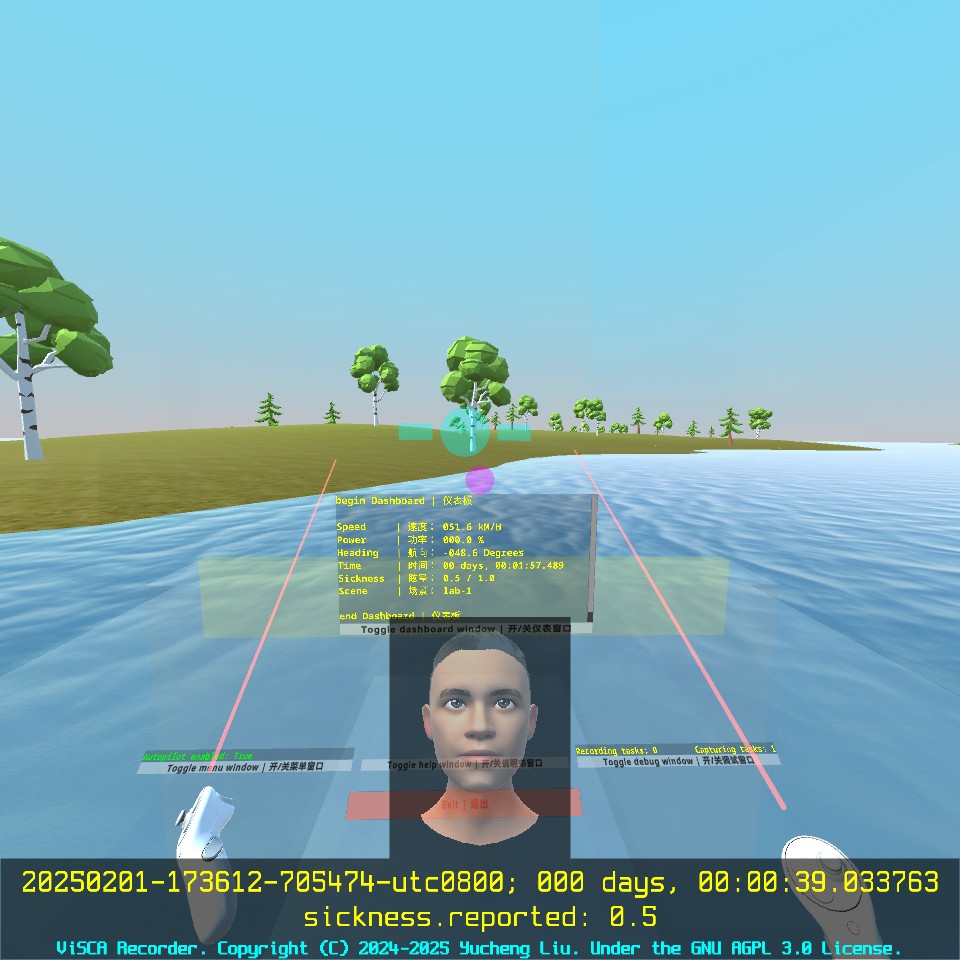 begin Dashboard | 仪表板
Speed | 速度: 051.6 kM/H
Power | 功率: 000.0 %
Heading | 航向: -048.6 Degrees
Time | 时间: 00 days, 00:01:57.489
Sickness | 眩晕: 0.5 / 1.0
Scene | 场景: lab-1
end Dashboard | 仪表板
Toggle dashboard window | 开/关仪表窗口
Autopilot enabled: True
Toggle menu window | 开/关菜单窗口
Toggle help window | 开/关说明书窗口
Recording tasks: 0 Capturing tasks: 1
Toggle debug window | 开/关调试窗口
Exit | 退出
20250201-173612-705474-utc0800; 000 days, 00:00:39.033763
sickness.reported: 0.5
ViSCA Recorder. Copyright (C) 2024-2025 Yucheng Liu. Under the GNU AGPL 3.0 License.